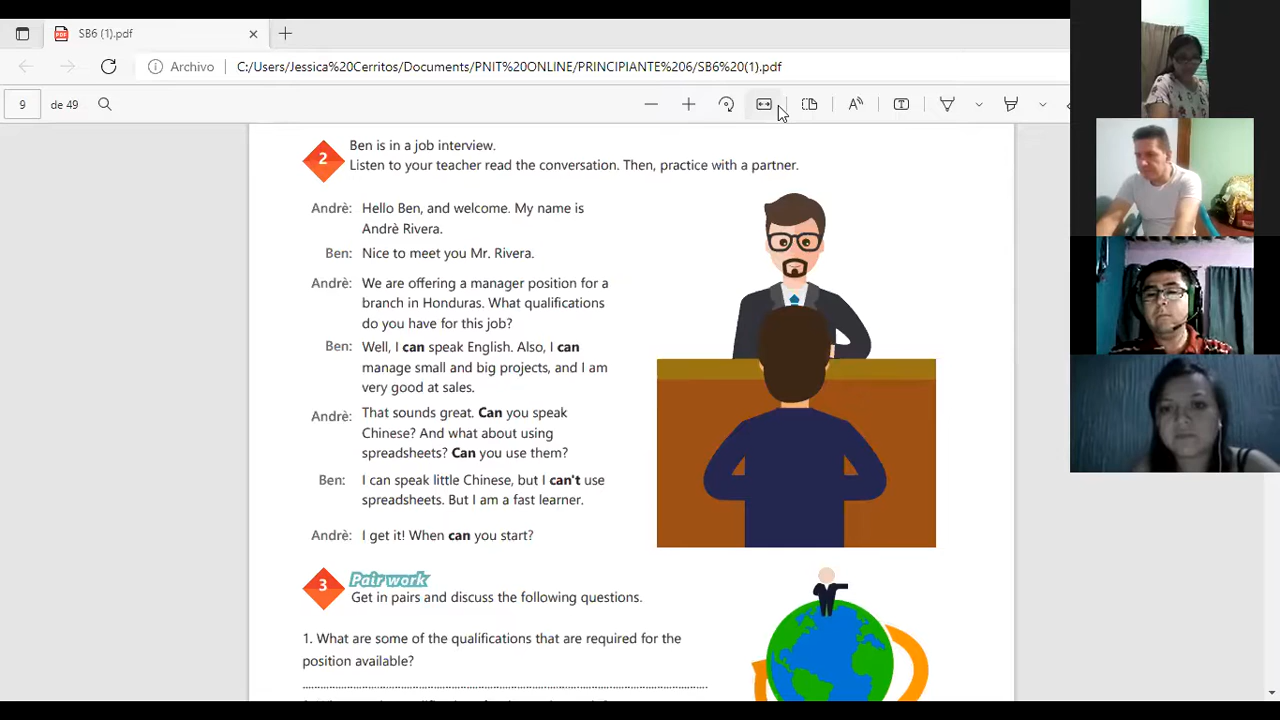 SB6 (1).pdf
Archivo
C:/Users/Jessica%20Cerritos/Documents/PNIT%20ONLINE/PRINCIPIANTE%206/SB6%20(1).pdf
9
de 49
2
Ben is in a job interview.
Listen to your teacher read the conversation. Then, practice with a partner.
Andrè: Hello Ben, and welcome. My name is
Andrè Rivera.
Ben: Nice to meet you Mr. Rivera.
Andrè: We are offering a manager position for a
branch in Honduras. What qualifications
do you have for this job?
Ben: Well, I can speak English. Also, I can
manage small and big projects, and I am
very good at sales.
Andrè: That sounds great. Can you speak
Chinese? And what about using
spreadsheets? Can you use them?
Ben: I can speak little Chinese, but I can't use
spreadsheets. But I am a fast learner.
Andrè: I get it! When can you start?
3
Pair work
Get in pairs and discuss the following questions.
1. What are some of the qualifications that are required for the
position available?